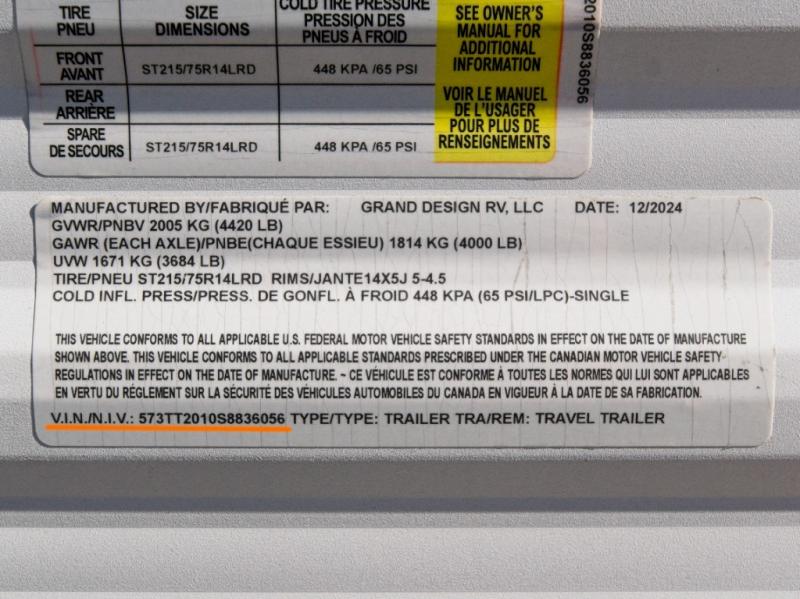 TIRE SIZE COLD TIRE PRESSURE
PNEU DIMENSIONS PRESSION DES
PNEUS À FROID
FRONT
AVANT ST215/75R14LRD 448 KPA /65 PSI
REAR
ARRIÈRE
SPARE
DE SECOURS ST215/75R14LRD 448 KPA /65 PSI
SEE OWNER'S
MANUAL FOR
ADDITIONAL
INFORMATION
VOIR LE MANUEL
DE L'USAGER
POUR PLUS DE
RENSEIGNEMENTS
2010S8836056
MANUFACTURED BY/FABRIQUÉ PAR: GRAND DESIGN RV, LLC DATE: 12/2024
GVWR/PNBV 2005 KG (4420 LB)
GAWR (EACH AXLE)/PNBE(CHAQUE ESSIEU) 1814 KG (4000 LB)
UVW 1671 KG (3684 LB)
TIRE/PNEU ST215/75R14LRD RIMS/JANTE14X5J 5-4.5
COLD INFL. PRESS/PRESS. DE GONFL. À FROID 448 KPA (65 PSI/LPC)-SINGLE
THIS VEHICLE CONFORMS TO ALL APPLICABLE U.S. FEDERAL MOTOR VEHICLE SAFETY STANDARDS IN EFFECT ON THE DATE OF MANUFACTURE
SHOWN ABOVE. THIS VEHICLE CONFORMS TO ALL APPLICABLE STANDARDS PRESCRIBED UNDER THE CANADIAN MOTOR VEHICLE SAFETY-
REGULATIONS IN EFFECT ON THE DATE OF MANUFACTURE. ~ CE VÉHICULE EST CONFORME À TOUTES LES NORMES QUI LUI SONT APPLICABLES
EN VERTU DU RÉGLEMENT SUR LA SÉCURITÉ DES VÉHICULES AUTOMOBILES DU CANADA EN VIGUEUR À LA DATE DE SA FABRICATION.
V.I.N./N.I.V.: 573TT2010S8836056 TYPE/TYPE: TRAILER TRA/REM: TRAVEL TRAILER